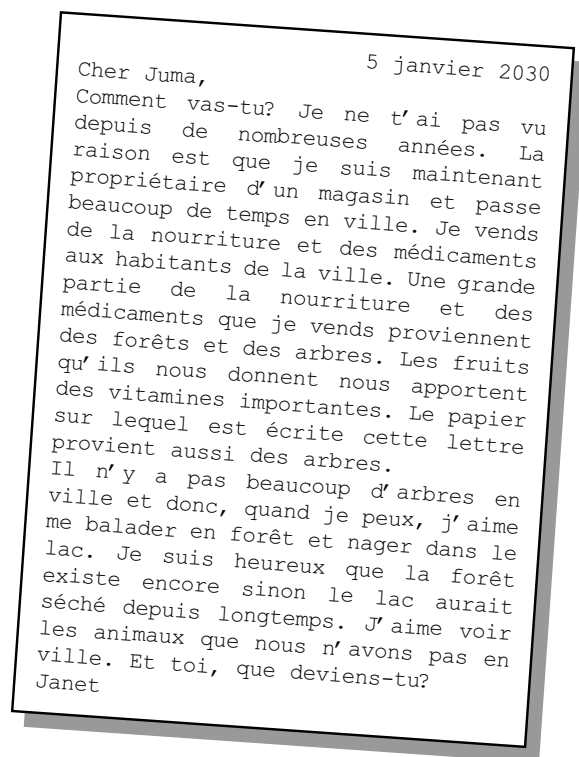 5 janvier 2030
Cher Juma,
Comment vas-tu? Je ne t'ai pas vu
depuis de nombreuses années. La
raison est que je suis maintenant
propriétaire d'un magasin et passe
beaucoup de temps en ville. Je vends
de la nourriture et des médicaments
aux habitants de la ville. Une grande
partie de la nourriture et des
médicaments que je vends proviennent
des forêts et des arbres. Les fruits
qu'ils nous donnent nous apportent
des vitamines importantes. Le papier
sur lequel est écrite cette lettre
provient aussi des arbres.
Il n'y a pas beaucoup d'arbres en
ville et donc, quand je peux, j'aime
me balader en forêt et nager dans le
lac. Je suis heureux que la forêt
existe encore sinon le lac aurait
séché depuis longtemps. J'aime voir
les animaux que nous n'avons pas en
ville. Et toi, que deviens-tu?
Janet